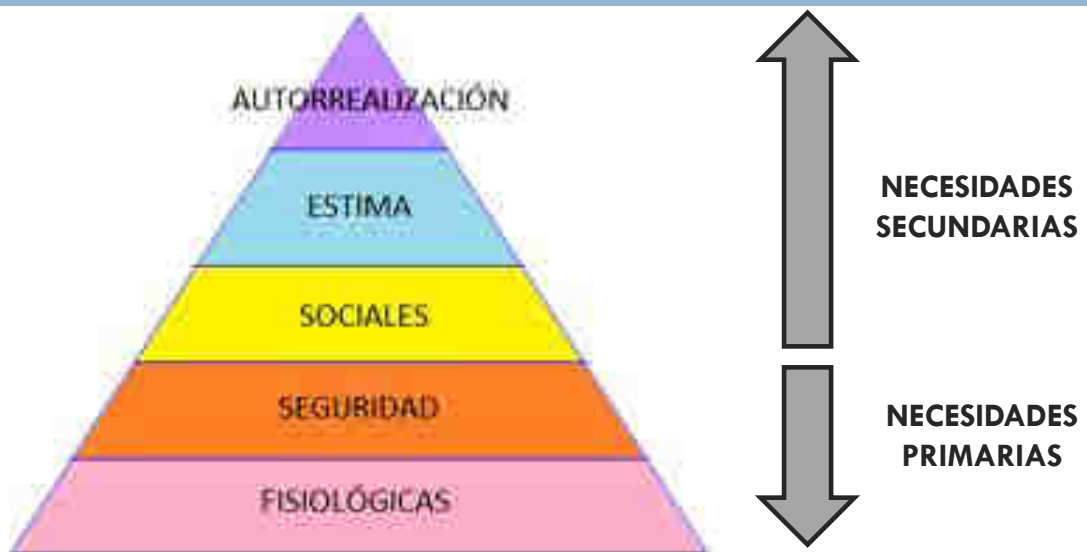 AUTORREALIZACIÓN
ESTIMA
SOCIALES
SEGURIDAD
FISIOLÓGICAS
NECESIDADES
SECUNDARIAS
NECESIDADES
PRIMARIAS